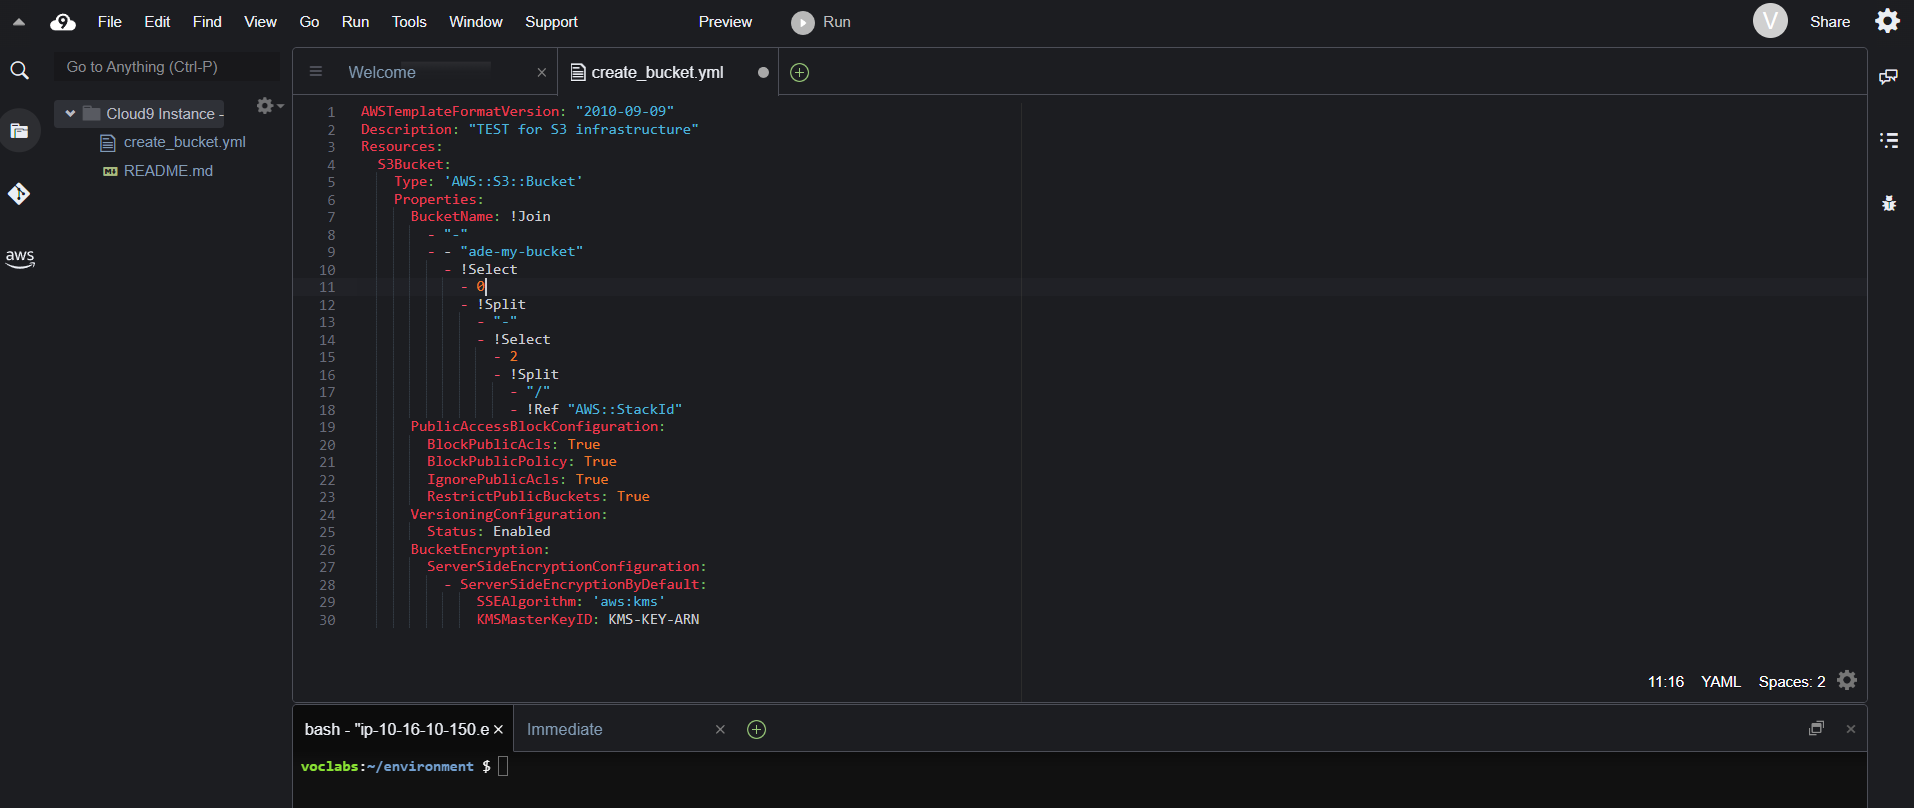 File Edit Find View Go Run Tools Window Support Preview Run V Share
Go to Anything (Ctrl-P)
Welcome
create_bucket.yml
Cloud9 Instance -
create_bucket.yml
README.md
aws
1 AWSTemplateFormatVersion: "2010-09-09"
2 Description: "TEST for S3 infrastructure"
3 Resources:
4 S3Bucket:
5 Type: 'AWS::S3::Bucket'
6 Properties:
7 BucketName: !Join
8 - "-"
9 - - "ade-my-bucket"
10 - !Select
11 - 0
12 - !Split
13 - "-"
14 - !Select
15 - 2
16 - !Split
17 - "/"
18 - !Ref "AWS::StackId"
19 PublicAccessBlockConfiguration:
20 BlockPublicAcls: True
21 BlockPublicPolicy: True
22 IgnorePublicAcls: True
23 RestrictPublicBuckets: True
24 VersioningConfiguration:
25 Status: Enabled
26 BucketEncryption:
27 ServerSideEncryptionConfiguration:
28 - ServerSideEncryptionByDefault:
29 SSEAlgorithm: 'aws:kms'
30 KMSMasterKeyID: KMS-KEY-ARN
11:16 YAML Spaces: 2
bash - "ip-10-16-10-150.e
Immediate
voclabs:~/environment $